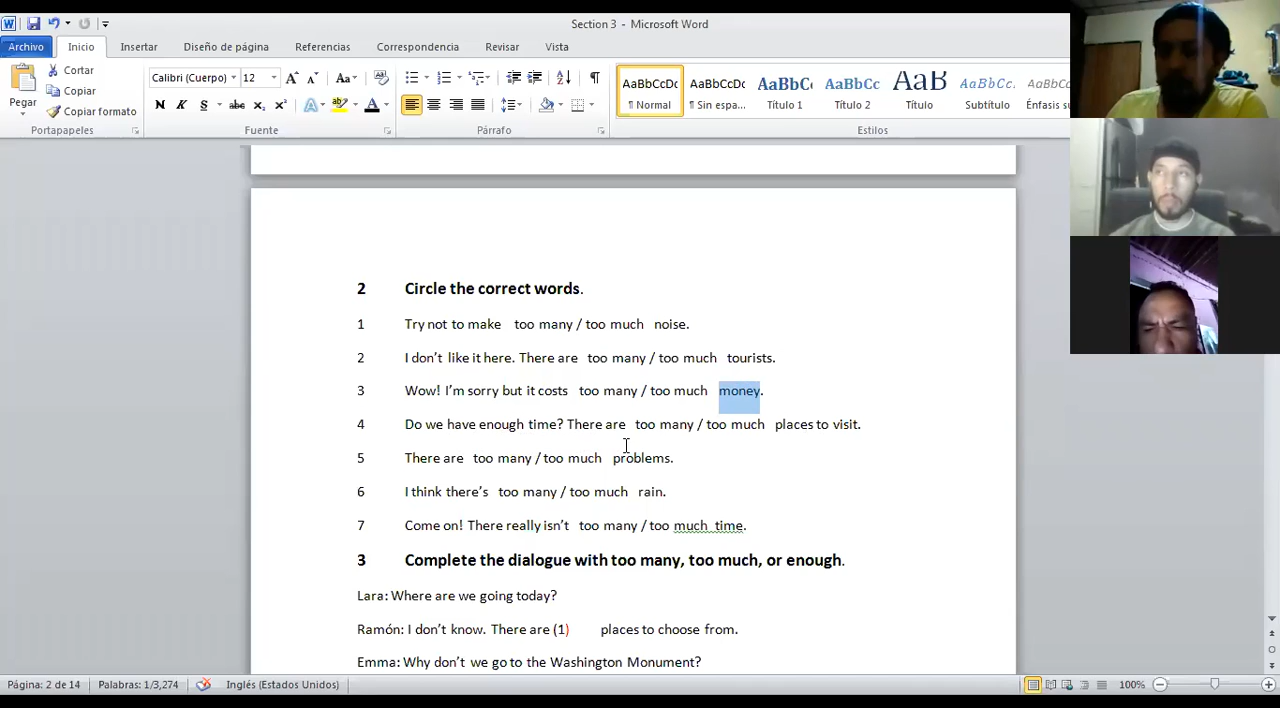 Section 3 - Microsoft Word
Archivo Inicio Insertar Diseño de página Referencias Correspondencia Revisar Vista
Pegar
Cortar
Copiar
Copiar formato
Portapapeles
Calibri (Cuerpo) 12
Fuente
Párrafo
AaBbCcDc AaBbCcDc AaBbC AaBbCc AaB AaBbCc. AaBbCcD
¶ Normal ¶ Sin espa... Título 1 Título 2 Título Subtítulo Énfasis su
Estilos
2 Circle the correct words.
1 Try not to make too many / too much noise.
2 I don't like it here. There are too many / too much tourists.
3 Wow! I'm sorry but it costs too many / too much money.
4 Do we have enough time? There are too many / too much places to visit.
5 There are too many / too much problems.
6 I think there's too many / too much rain.
7 Come on! There really isn't too many / too much time.
3 Complete the dialogue with too many, too much, or enough.
Lara: Where are we going today?
Ramón: I don't know. There are (1) places to choose from.
Emma: Why don't we go to the Washington Monument?
Página: 2 de 14 Palabras: 1/3,274 Inglés (Estados Unidos) 100%